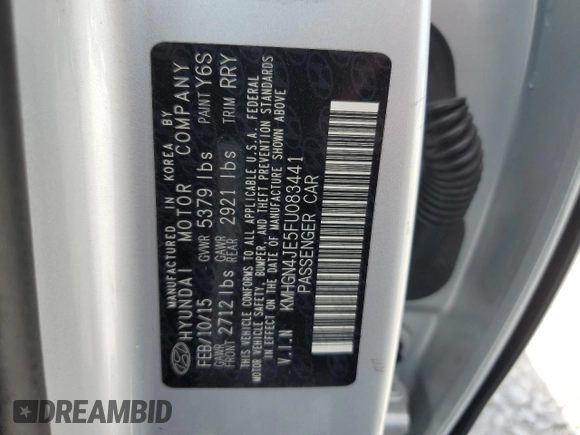 MANUFACTURED IN KOREA BY
HYUNDAI MOTOR COMPANY
FEB/10/15 GVWR 5379 lbs PAINT Y6S
GAWR FRONT 2712 lbs GAWR REAR 2921 lbs TRIM RRY
THIS VEHICLE CONFORMS TO ALL APPLICABLE U.S.A. FEDERAL
MOTOR VEHICLE SAFETY, BUMPER, AND THEFT PREVENTION STANDARDS
IN EFFECT ON THE DATE OF MANUFACTURE SHOWN ABOVE
V.I.N KMHGN4JE5FU083441
PASSENGER CAR
DREAMBID